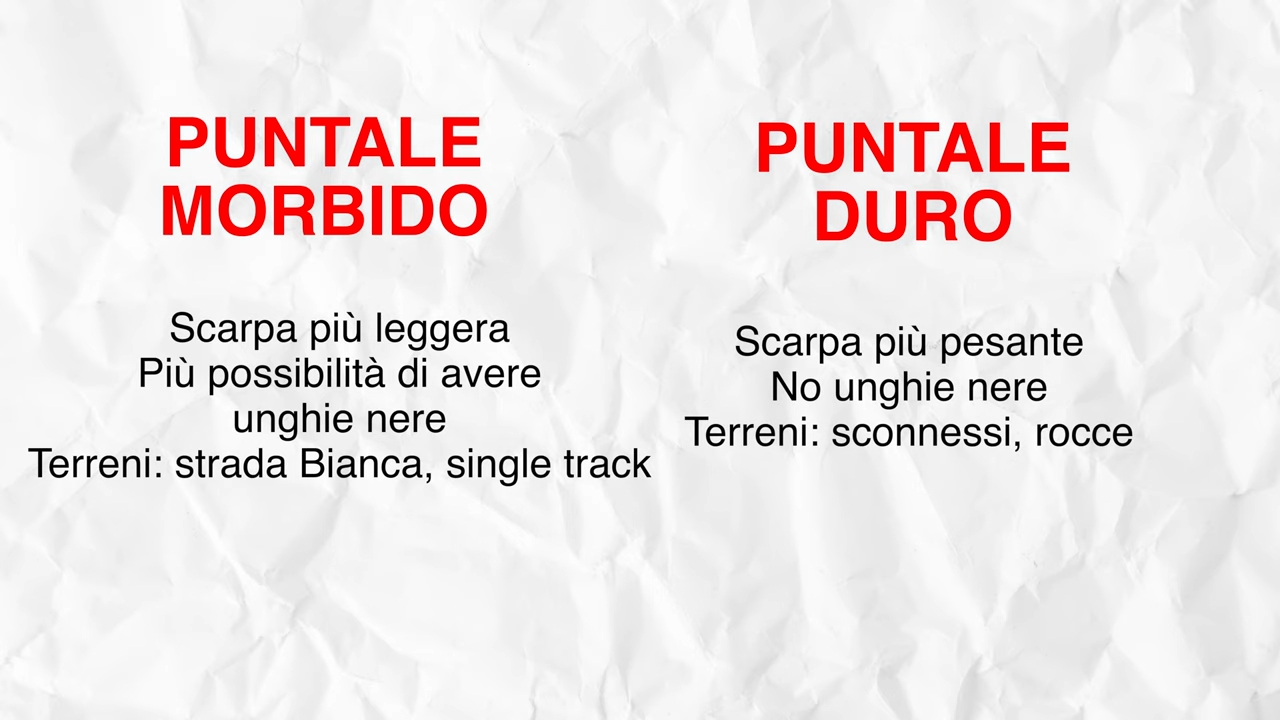 PUNTALE
MORBIDO
Scarpa più leggera
Più possibilità di avere
unghie nere
Terreni: strada Bianca, single track
PUNTALE
DURO
Scarpa più pesante
No unghie nere
Terreni: sconnessi, rocce